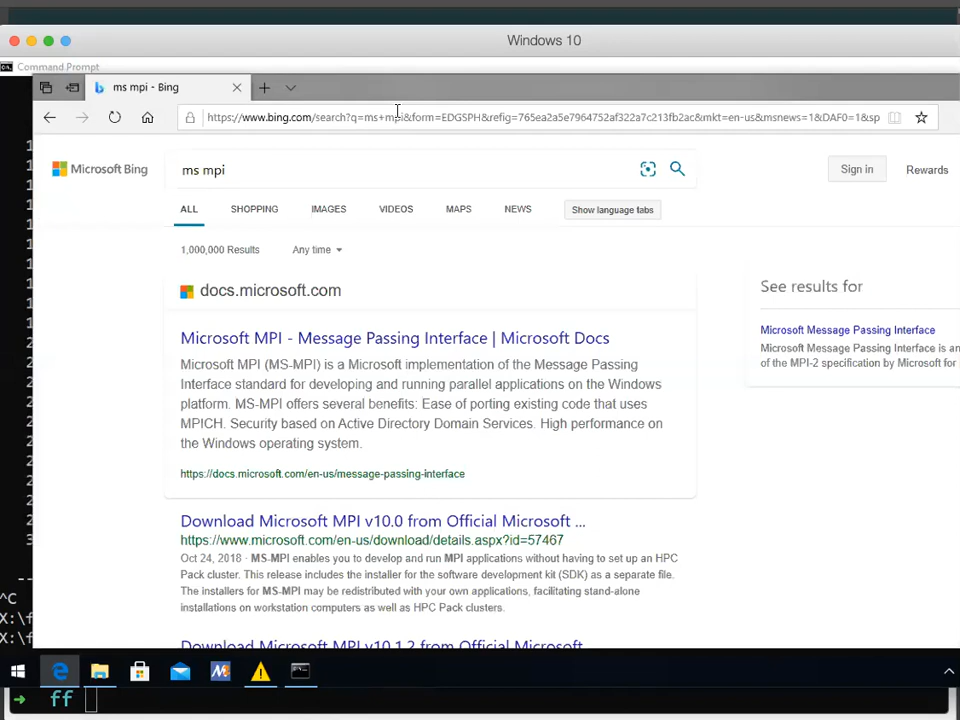 Windows 10
Command Prompt
ms mpi - Bing
https://www.bing.com/search?q=ms+mpi&form=EDGSPH&refig=765ea2a5e7964752af322a7c213fb2ac&mkt=en-us&msnews=1&DAF0=1&sp
Microsoft Bing
ms mpi
Sign in
Rewards
ALL
SHOPPING
IMAGES
VIDEOS
MAPS
NEWS
Show language tabs
1,000,000 Results
Any time
docs.microsoft.com
Microsoft MPI - Message Passing Interface | Microsoft Docs
Microsoft MPI (MS-MPI) is a Microsoft implementation of the Message Passing
Interface standard for developing and running parallel applications on the Windows
platform. MS-MPI offers several benefits: Ease of porting existing code that uses
MPICH. Security based on Active Directory Domain Services. High performance on
the Windows operating system.
https://docs.microsoft.com/en-us/message-passing-interface
See results for
Microsoft Message Passing Interface
Microsoft Message Passing Interface is an
of the MPI-2 specification by Microsoft for
Download Microsoft MPI v10.0 from Official Microsoft ...
https://www.microsoft.com/en-us/download/details.aspx?id=57467
Oct 24, 2018 · MS-MPI enables you to develop and run MPI applications without having to set up an HPC
Pack cluster. This release includes the installer for the software development kit (SDK) as a separate file.
The installers for MS-MPI may be redistributed with your own applications, facilitating stand-alone
installations on workstation computers as well as HPC Pack clusters.
Download Microsoft MPI v10.1.2 from Official Microsoft
^C
X:\f
X:\f
ff